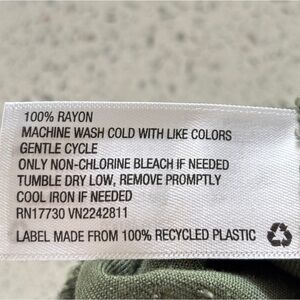 100% RAYON
MACHINE WASH COLD WITH LIKE COLORS
GENTLE CYCLE
ONLY NON-CHLORINE BLEACH IF NEEDED
TUMBLE DRY LOW, REMOVE PROMPTLY
COOL IRON IF NEEDED
RN17730 VN2242811
LABEL MADE FROM 100% RECYCLED PLASTIC